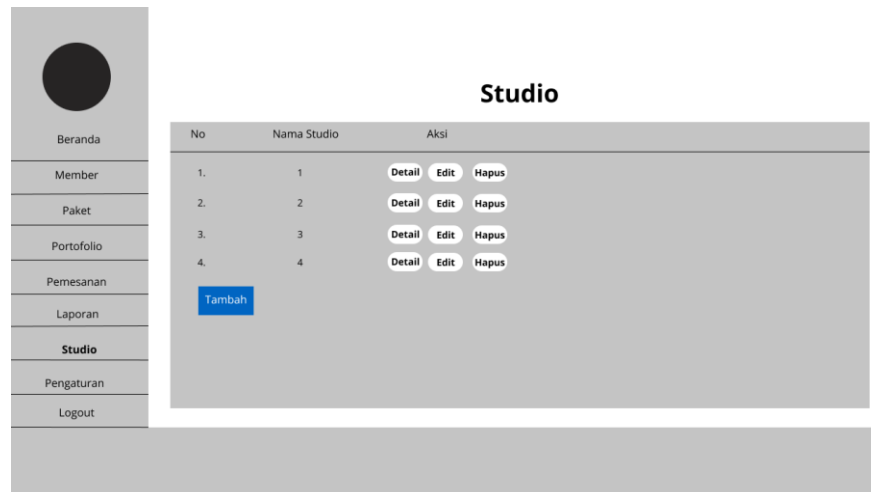 Studio
Beranda
Member
Paket
Portofolio
Pemesanan
Laporan
Studio
Pengaturan
Logout
No Nama Studio Aksi
1. 1 Detail Edit Hapus
2. 2 Detail Edit Hapus
3. 3 Detail Edit Hapus
4. 4 Detail Edit Hapus
Tambah